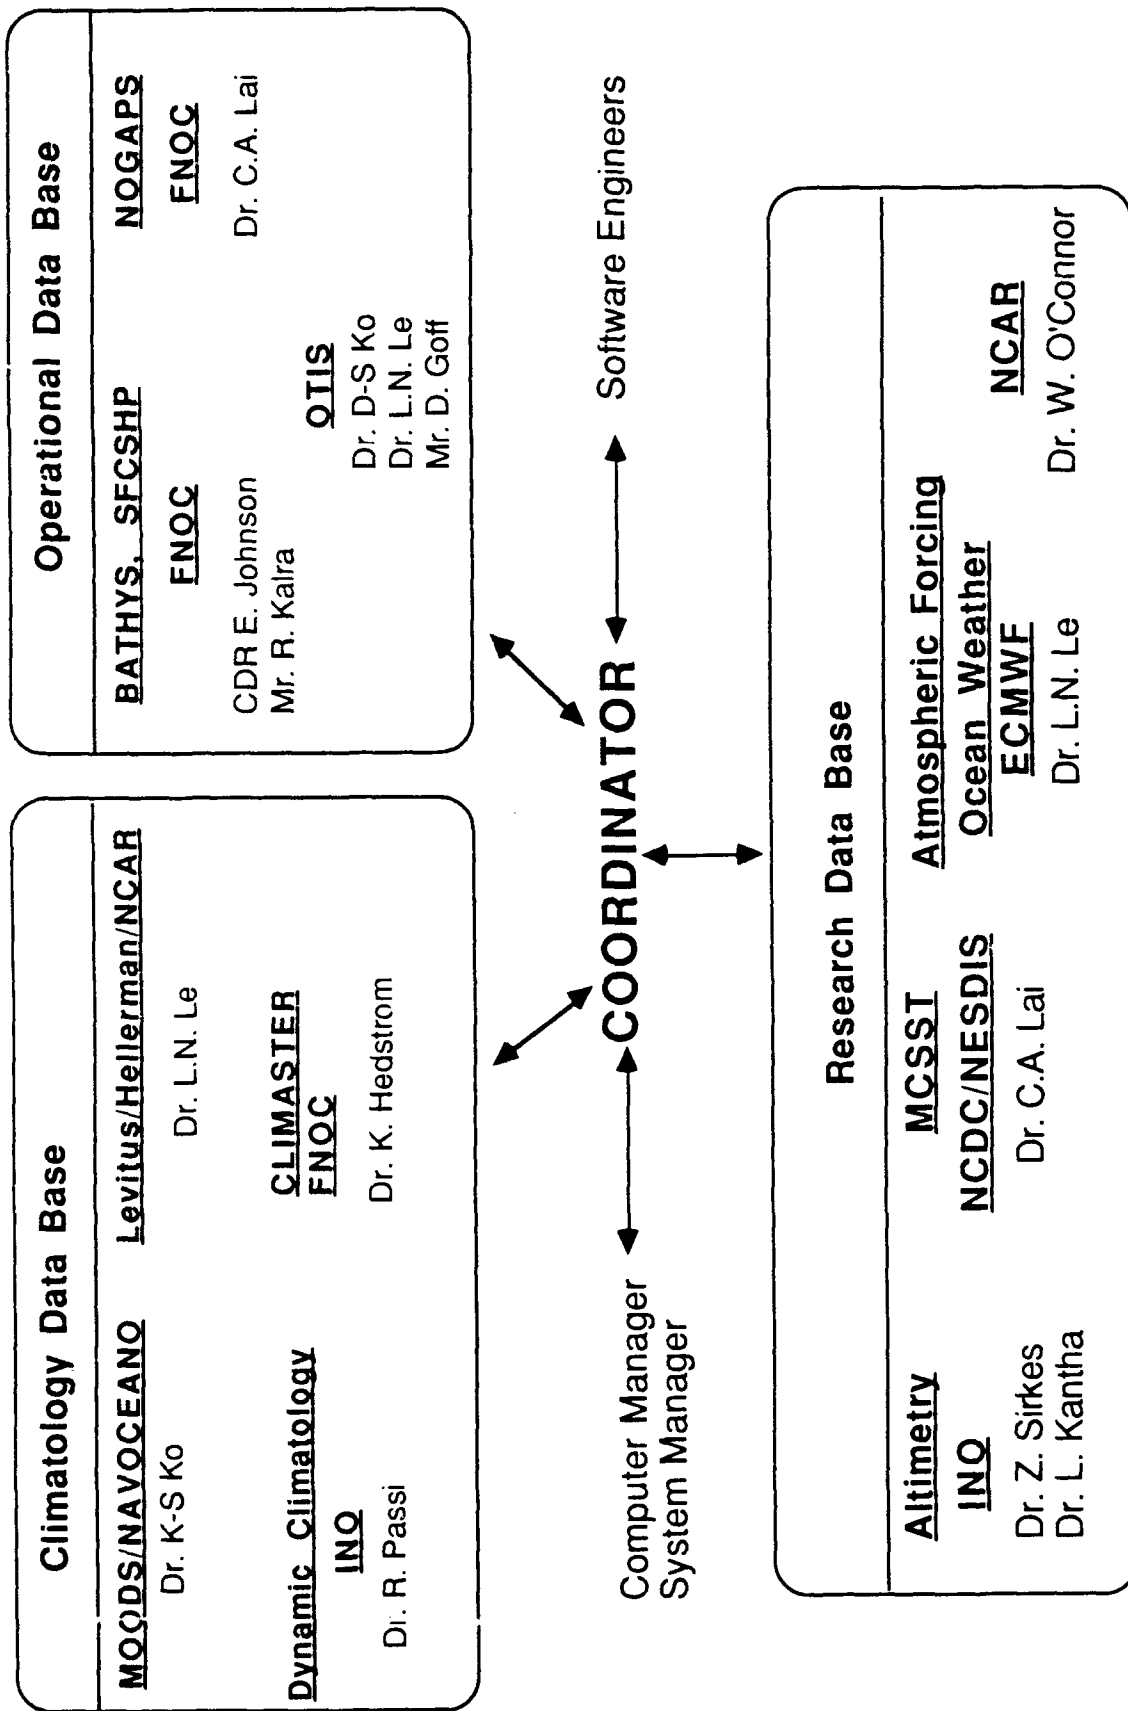 Climatology Data Base
MOODS/NAVOCEANO
Dr. K-S Ko
Levitus/Hellerman/NCAR
Dr. L.N. Le
Dynamic Climatology
INO
Dr. R. Passi
CLIMASTER
FNOC
Dr. K. Hedstrom
Operational Data Base
BATHYS, SFCSHP
FNOC
CDR E. Johnson
Mr. R. Kalra
NOGAPS
FNOC
Dr. C.A. Lai
OTIS
Dr. D-S Ko
Dr. L.N. Le
Mr. D. Goff
Computer Manager
System Manager
COORDINATOR
Software Engineers
Research Data Base
Altimetry
INO
Dr. Z. Sirkes
Dr. L. Kantha
MCSST
NCDC/NESDIS
Dr. C.A. Lai
Atmospheric Forcing
Ocean Weather
ECMWF
Dr. L.N. Le
NCAR
Dr. W. O'Connor